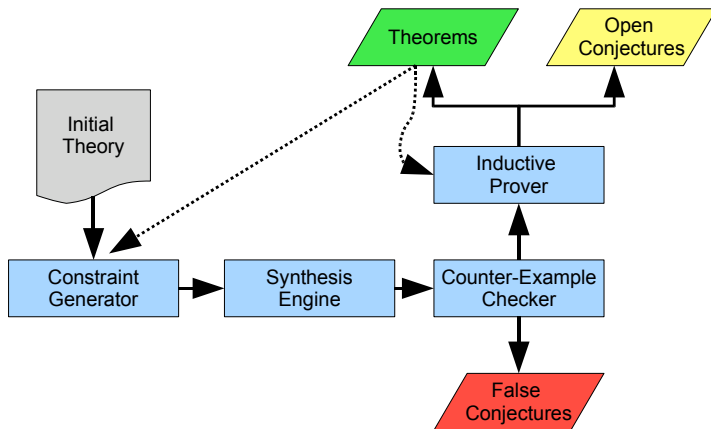 Theorems
Open
Conjectures
Initial
Theory
Inductive
Prover
Constraint
Generator
Synthesis
Engine
Counter-Example
Checker
False
Conjectures